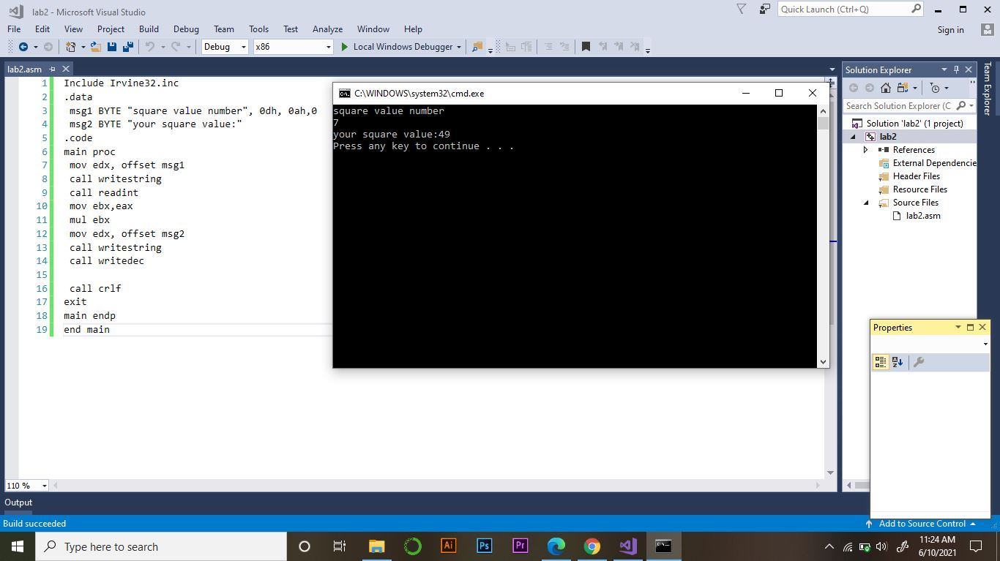 lab2 - Microsoft Visual Studio
Quick Launch (Ctrl+Q)
File Edit View Project Build Debug Team Tools Test Analyze Window Help
Sign in
Debug x86 Local Windows Debugger
lab2.asm
1 Include Irvine32.inc
2 .data
3 msg1 BYTE "square value number", 0dh, 0ah,0
4 msg2 BYTE "your square value:"
5 .code
6 main proc
7 mov edx, offset msg1
8 call writestring
9 call readint
10 mov ebx,eax
11 mul ebx
12 mov edx, offset msg2
13 call writestring
14 call writedec
15
16 call crlf
17 exit
18 main endp
19 end main
110 %
C:\WINDOWS\system32\cmd.exe
square value number
7
your square value:49
Press any key to continue . . .
Solution Explorer
Search Solution Explorer (C
Solution 'lab2' (1 project)
lab2
References
External Dependencie
Header Files
Resource Files
Source Files
lab2.asm
Team Explorer
Properties
Output
Build succeeded
Add to Source Control
Type here to search
Ai
Ps
Pr
11:24 AM
6/10/2021